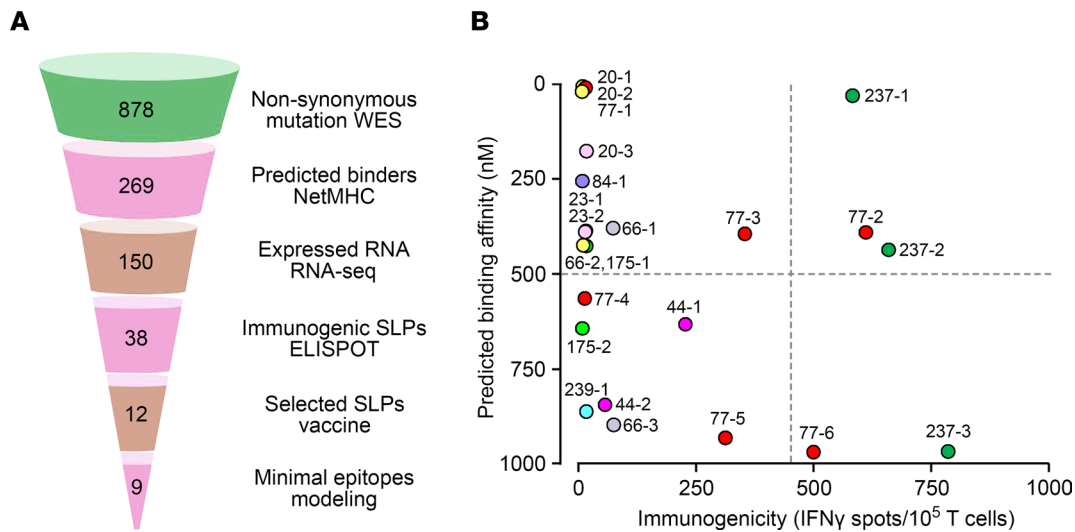 A
878
Non-synonymous
mutation WES
269
Predicted binders
NetMHC
150
Expressed RNA
RNA-seq
38
Immunogenic SLPs
ELISPOT
12
Selected SLPs
vaccine
9
Minimal epitopes
modeling
B
Predicted binding affinity (nM)
0
250
500
750
1000
20-1
20-2
77-1
237-1
20-3
84-1
23-1
23-2
66-1
77-3
77-2
237-2
66-2,175-1
77-4
44-1
175-2
239-1
44-2
66-3
77-5
77-6
237-3
0
250
500
750
1000
Immunogenicity (IFNγ spots/10⁵ T cells)